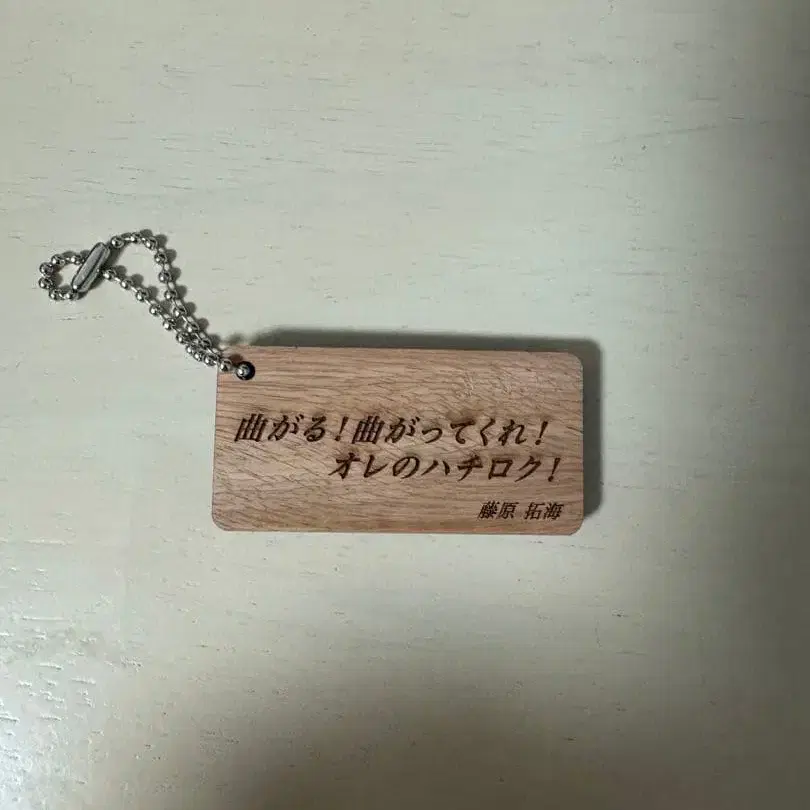 曲がる！曲がってくれ！
オレのハチロク！
藤原 拓海